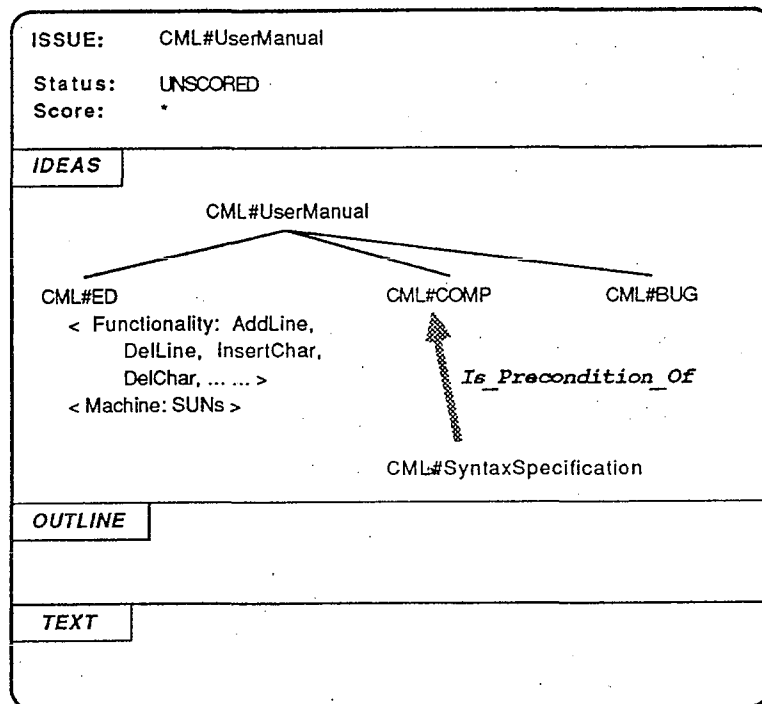 ISSUE: CML#UserManual
Status: UNSCORED
Score: *
IDEAS
CML#UserManual
CML#ED CML#COMP CML#BUG
< Functionality: AddLine,
DelLine, InsertChar,
DelChar, ... ... >
< Machine: SUNs >
Is_Precondition_Of
CML#SyntaxSpecification
OUTLINE
TEXT